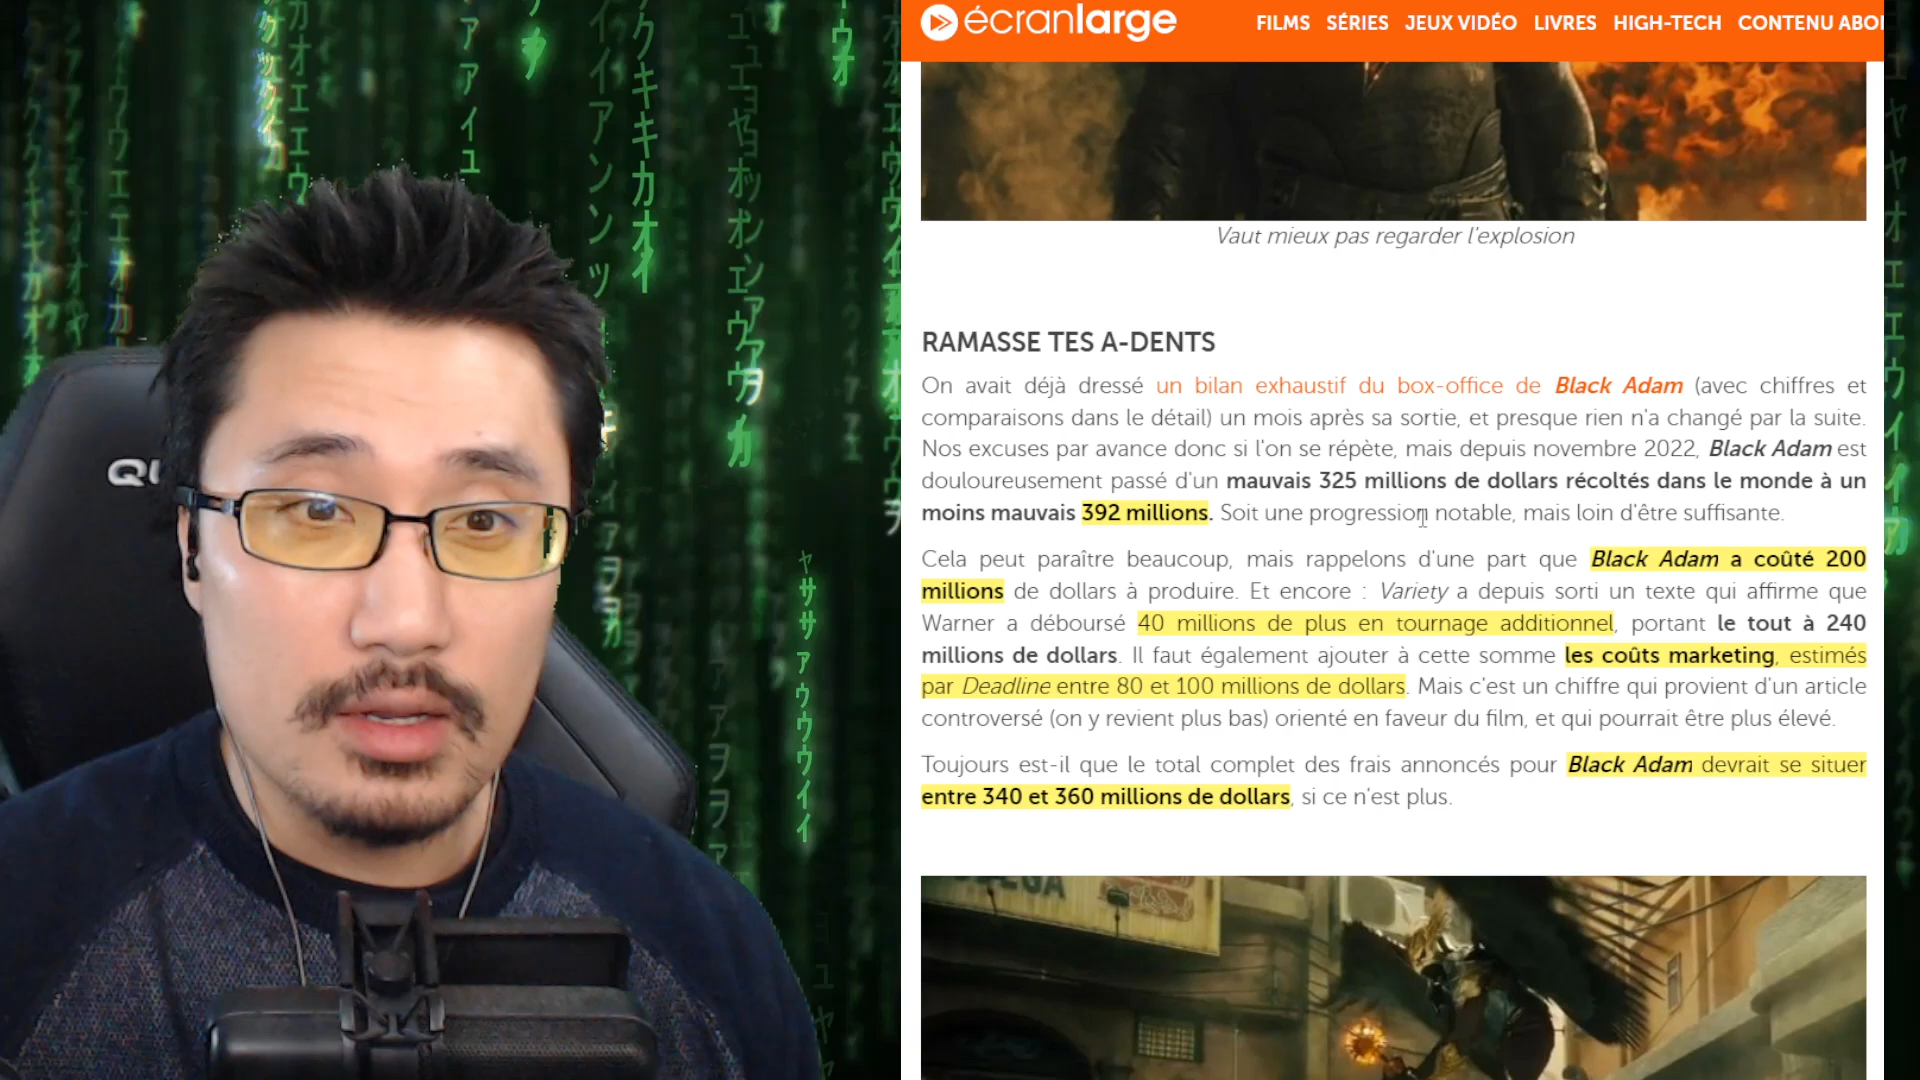 écranlarge
FILMS SÉRIES JEUX VIDÉO LIVRES HIGH-TECH CONTENU
Vaut mieux pas regarder l'explosion
RAMASSE TES A-DENTS
On avait déjà dressé un bilan exhaustif du box-office de Black Adam (avec chiffres et
comparaisons dans le détail) un mois après sa sortie, et presque rien n'a changé par la suite.
Nos excuses par avance donc si l'on se répète, mais depuis novembre 2022, Black Adam est
douloureusement passé d'un mauvais 325 millions de dollars récoltés dans le monde à un
moins mauvais 392 millions. Soit une progression notable, mais loin d'être suffisante.
Cela peut paraître beaucoup, mais rappelons d'une part que Black Adam a coûté 200
millions de dollars à produire. Et encore : Variety a depuis sorti un texte qui affirme que
Warner a déboursé 40 millions de plus en tournage additionnel, portant le tout à 240
millions de dollars. Il faut également ajouter à cette somme les coûts marketing, estimés
par Deadline entre 80 et 100 millions de dollars. Mais c'est un chiffre qui provient d'un article
controversé (on y revient plus bas) orienté en faveur du film, et qui pourrait être plus élevé.
Toujours est-il que le total complet des frais annoncés pour Black Adam devrait se situer
entre 340 et 360 millions de dollars, si ce n'est plus.